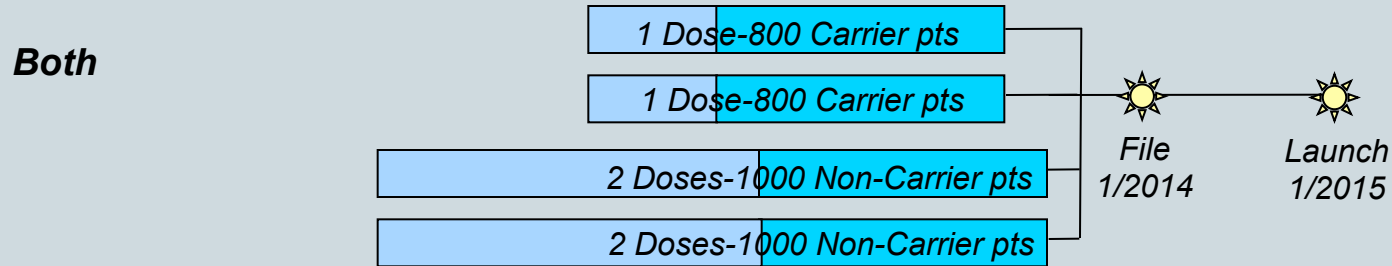 Both
1 Dose-800 Carrier pts
1 Dose-800 Carrier pts
2 Doses-1000 Non-Carrier pts
2 Doses-1000 Non-Carrier pts
File
1/2014
Launch
1/2015